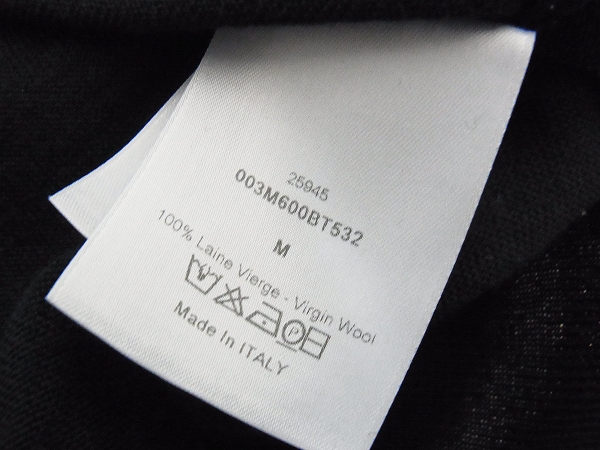 25945
003M600BT532
M
100% Laine Vierge - Virgin Wool
P
Made In ITALY